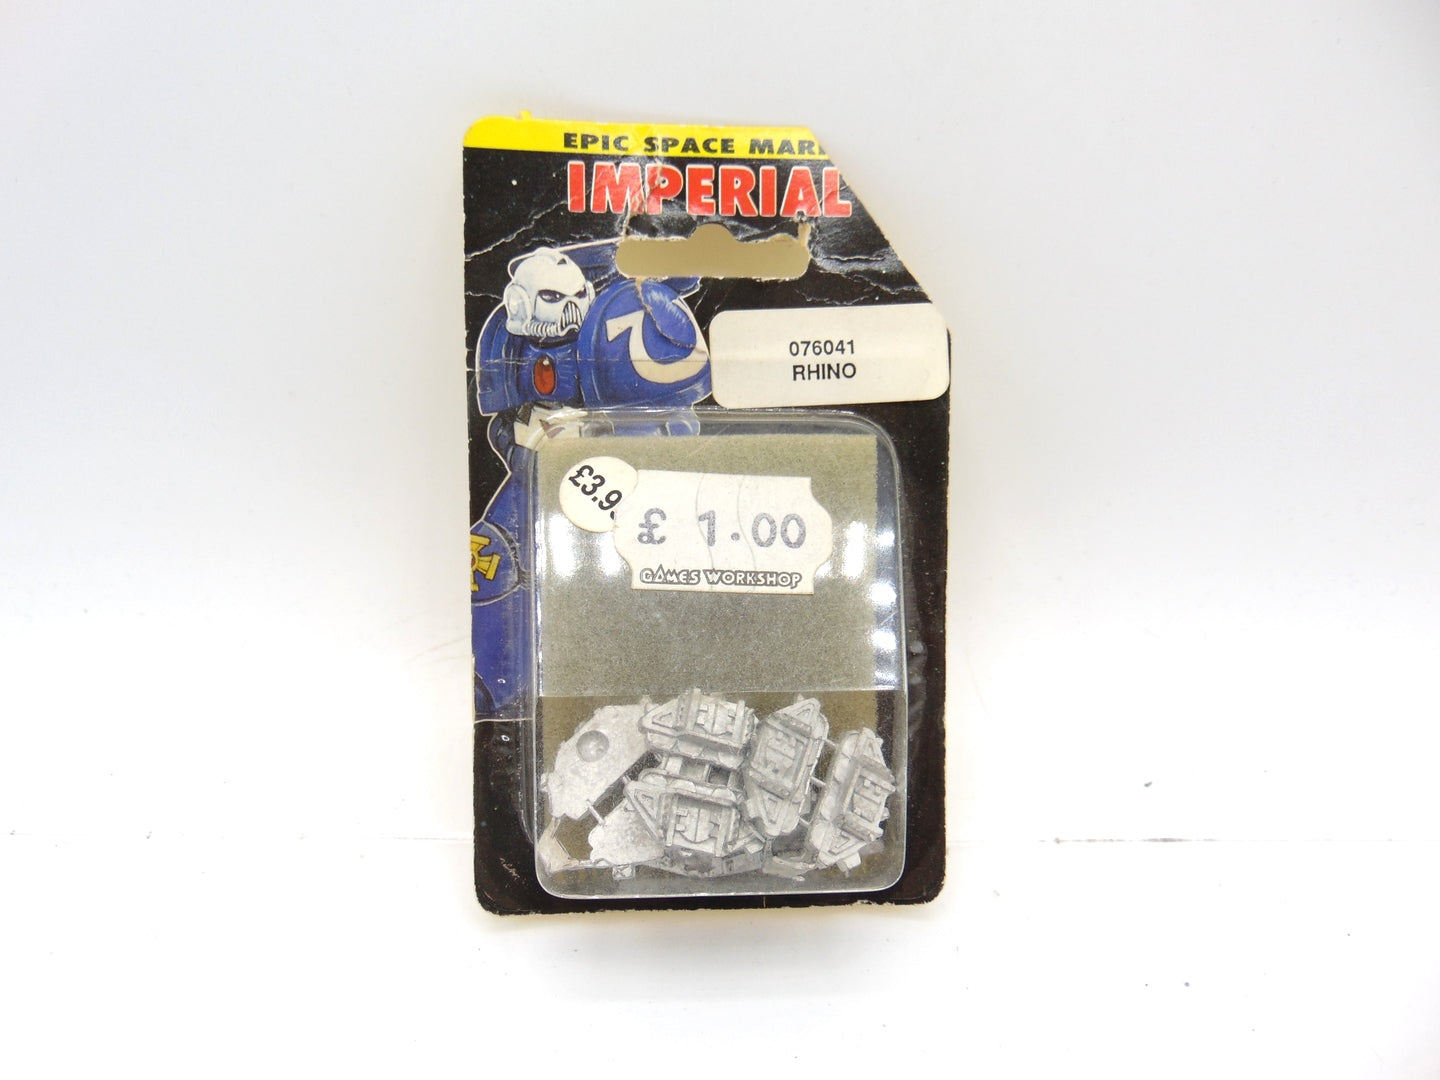 EPIC SPACE MARI
IMPERIAL
076041
RHINO
£3.9
£ 1.00
GAMES WORKSHOP